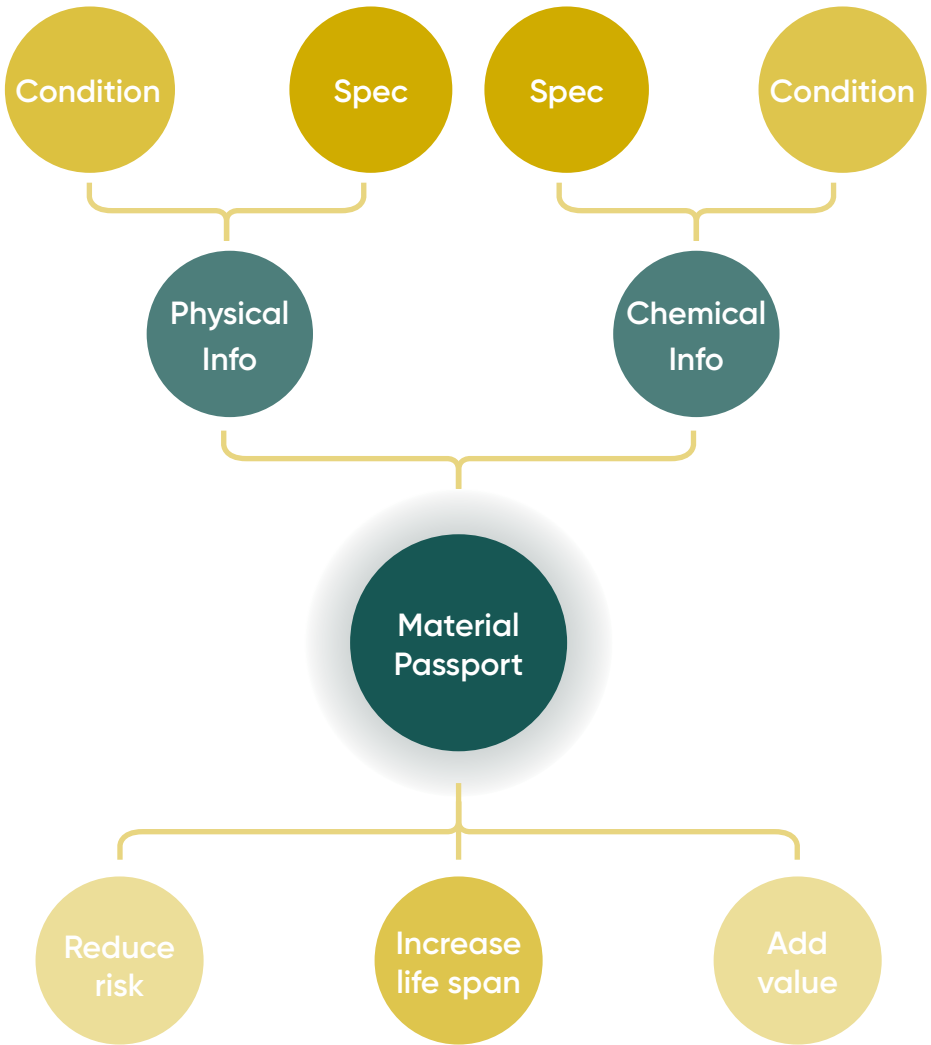 Condition
Spec
Spec
Condition
Physical
Info
Chemical
Info
Material
Passport
Reduce
risk
Increase
life span
Add
value